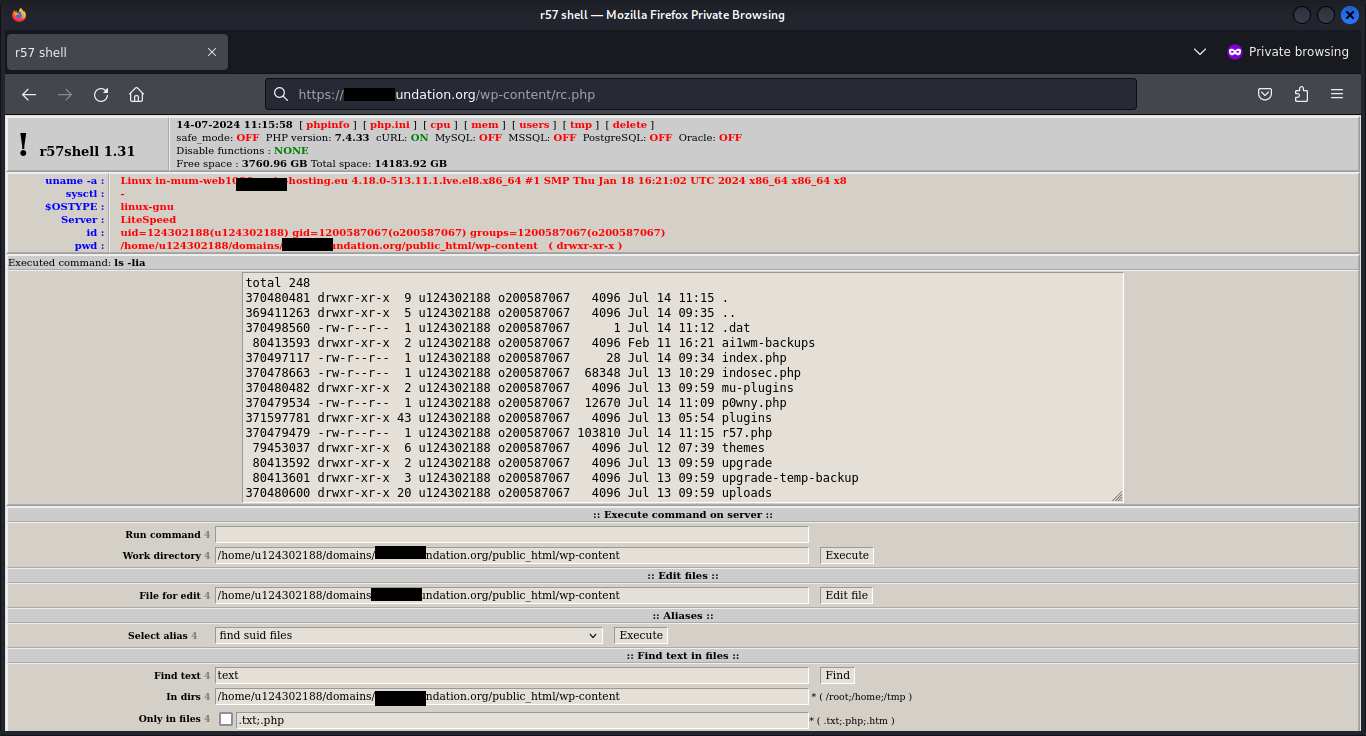 r57 shell — Mozilla Firefox Private Browsing
r57 shell
Private browsing
https:// undation.org/wp-content/rc.php
! r57shell 1.31
14-07-2024 11:15:58 [ phpinfo ] [ php.ini ] [ cpu ] [ mem ] [ users ] [ tmp ] [ delete ]
safe_mode: OFF PHP version: 7.4.33 cURL: ON MySQL: OFF MSSQL: OFF PostgreSQL: OFF Oracle: OFF
Disable functions : NONE
Free space : 3760.96 GB Total space: 14183.92 GB
uname -a : Linux in-mum-web10 -hosting.eu 4.18.0-513.11.1.lve.el8.x86_64 #1 SMP Thu Jan 18 16:21:02 UTC 2024 x86_64 x86_64 x8
sysctl : -
$OSTYPE : linux-gnu
Server : LiteSpeed
id : uid=124302188(u124302188) gid=1200587067(o200587067) groups=1200587067(o200587067)
pwd : /home/u124302188/domains/ undation.org/public_html/wp-content ( drwxr-xr-x )
Executed command: ls -lia
total 248
370480481 drwxr-xr-x 9 u124302188 o200587067 4096 Jul 14 11:15 .
369411263 drwxr-xr-x 5 u124302188 o200587067 4096 Jul 14 09:35 ..
370498560 -rw-r--r-- 1 u124302188 o200587067 1 Jul 14 11:12 .dat
80413593 drwxr-xr-x 2 u124302188 o200587067 4096 Feb 11 16:21 ai1wm-backups
370497117 -rw-r--r-- 1 u124302188 o200587067 28 Jul 14 09:34 index.php
370478663 -rw-r--r-- 1 u124302188 o200587067 68348 Jul 13 10:29 indosec.php
370480482 drwxr-xr-x 2 u124302188 o200587067 4096 Jul 13 09:59 mu-plugins
370479534 -rw-r--r-- 1 u124302188 o200587067 12670 Jul 14 11:09 p0wny.php
371597781 drwxr-xr-x 43 u124302188 o200587067 4096 Jul 13 05:54 plugins
370479479 -rw-r--r-- 1 u124302188 o200587067 103810 Jul 14 11:15 r57.php
79453037 drwxr-xr-x 6 u124302188 o200587067 4096 Jul 12 07:39 themes
80413592 drwxr-xr-x 2 u124302188 o200587067 4096 Jul 13 09:59 upgrade
80413601 drwxr-xr-x 3 u124302188 o200587067 4096 Jul 13 09:59 upgrade-temp-backup
370480600 drwxr-xr-x 20 u124302188 o200587067 4096 Jul 13 09:59 uploads
:: Execute command on server ::
Run command 4
Work directory 4 /home/u124302188/domains/ ndation.org/public_html/wp-content Execute
:: Edit files ::
File for edit 4 /home/u124302188/domains undation.org/public_html/wp-content Edit file
:: Aliases ::
Select alias 4 find suid files Execute
:: Find text in files ::
Find text 4 text Find
In dirs 4 /home/u124302188/domains/ ndation.org/public_html/wp-content * ( /root;/home;/tmp )
Only in files 4 .txt;.php * ( .txt;.php;.htm )